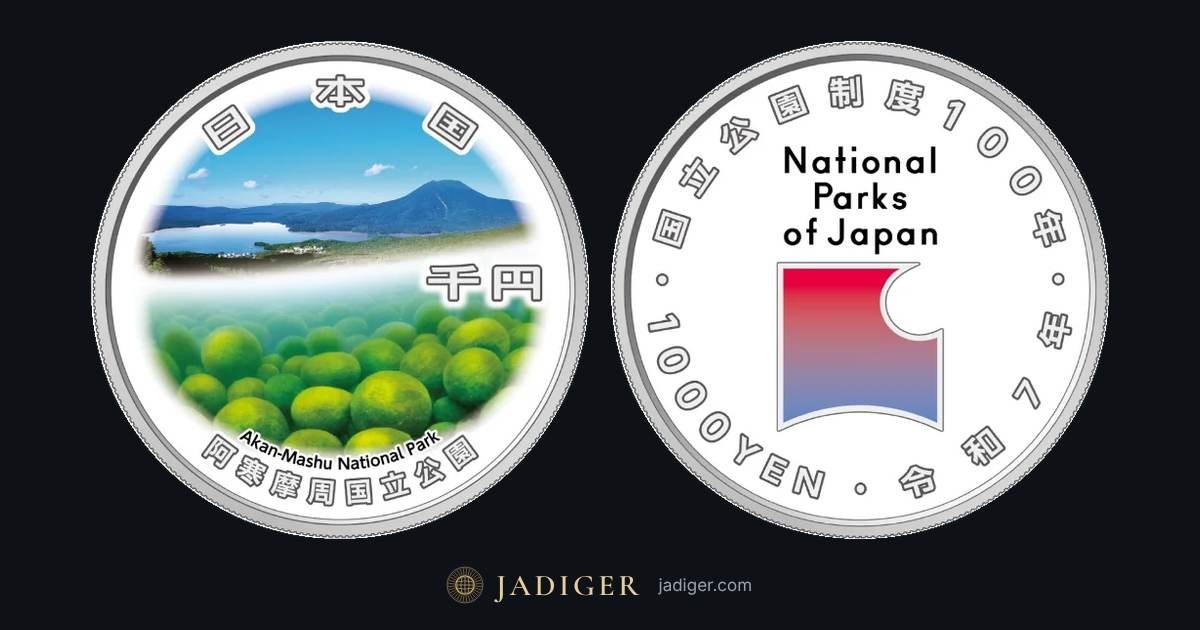 日本国
千円
Akan-Mashu National Park
阿寒摩周国立公園
国立公園制度100年
National
Parks
of Japan
1000YEN・令和7年
JADIGER
jadiger.com